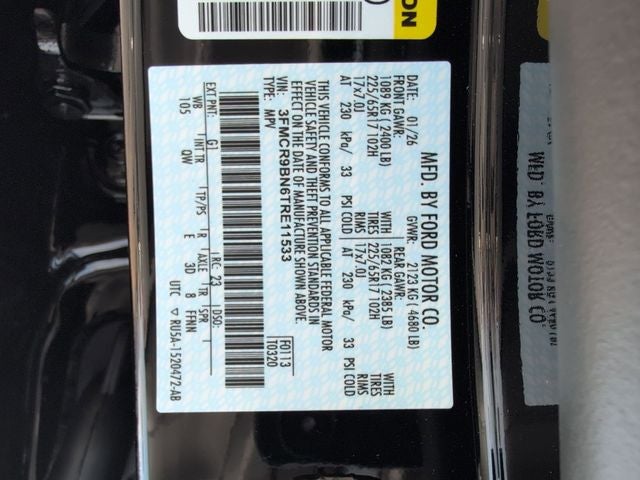 ON
MFD. BY FORD MOTOR CO.
DATE: 01/26 GVWR: 2123 KG ( 4680 LB)
FRONT GAWR: REAR GAWR:
1089 KG ( 2400 LB) WITH 1082 KG ( 2385 LB) WITH
225/65R17 102H TIRES 225/65R17 102H TIRES
17x7.0J RIMS 17x7.0J RIMS
AT 230 kPa/ 33 PSI COLD AT 230 kPa/ 33 PSI COLD
THIS VEHICLE CONFORMS TO ALL APPLICABLE FEDERAL MOTOR
VEHICLE SAFETY AND THEFT PREVENTION STANDARDS IN
EFFECT ON THE DATE OF MANUFACTURE SHOWN ABOVE.
VIN: 3FMCR9BN6TRE11533 F0113
TYPE: MPV T0320
EXT PNT: G1 RC: 23 DSO:
WB INT TR TP/PS R AXLE TR SPR
105 QW E 3D 8 FFNN
UTC ▽ RU5A-1520472-AB